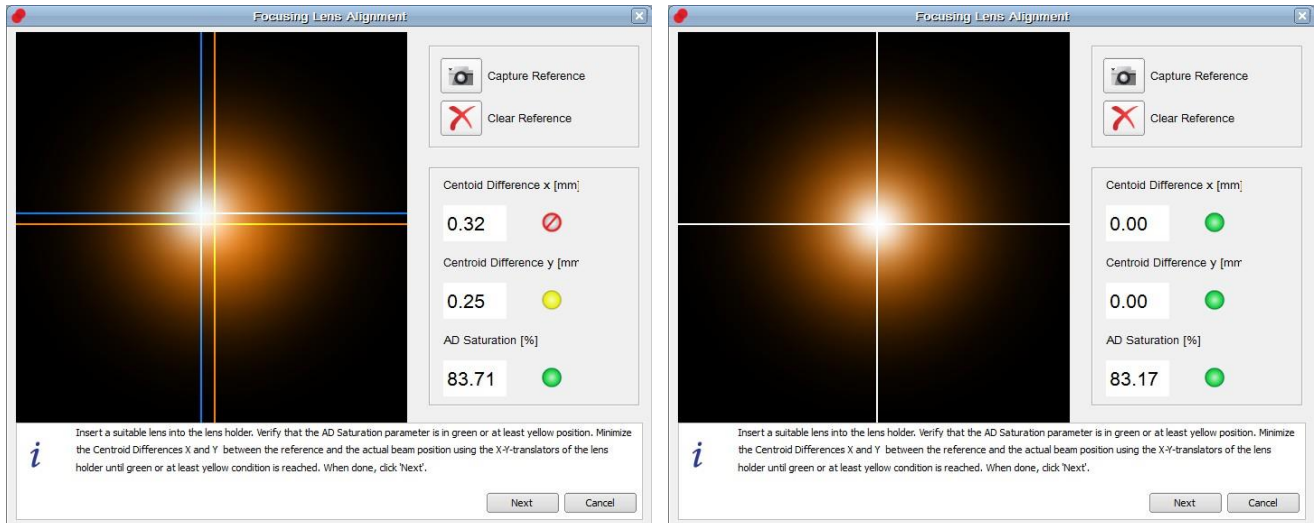 Focusing Lens Alignment
Capture Reference
Clear Reference
Centoid Difference x [mm]
0.32
Centroid Difference y [mm
0.25
AD Saturation [%]
83.71
Insert a suitable lens into the lens holder. Verify that the AD Saturation parameter is in green or at least yellow position. Minimize
the Centroid Differences X and Y between the reference and the actual beam position using the X-Y-translators of the lens
holder until green or at least yellow condition is reached. When done, click 'Next'.
i
Next
Cancel
Focusing Lens Alignment
Capture Reference
Clear Reference
Centoid Difference x [mm]
0.00
Centroid Difference y [mm
0.00
AD Saturation [%]
83.17
Insert a suitable lens into the lens holder. Verify that the AD Saturation parameter is in green or at least yellow position. Minimize
the Centroid Differences X and Y between the reference and the actual beam position using the X-Y-translators of the lens
holder until green or at least yellow condition is reached. When done, click 'Next'.
i
Next
Cancel